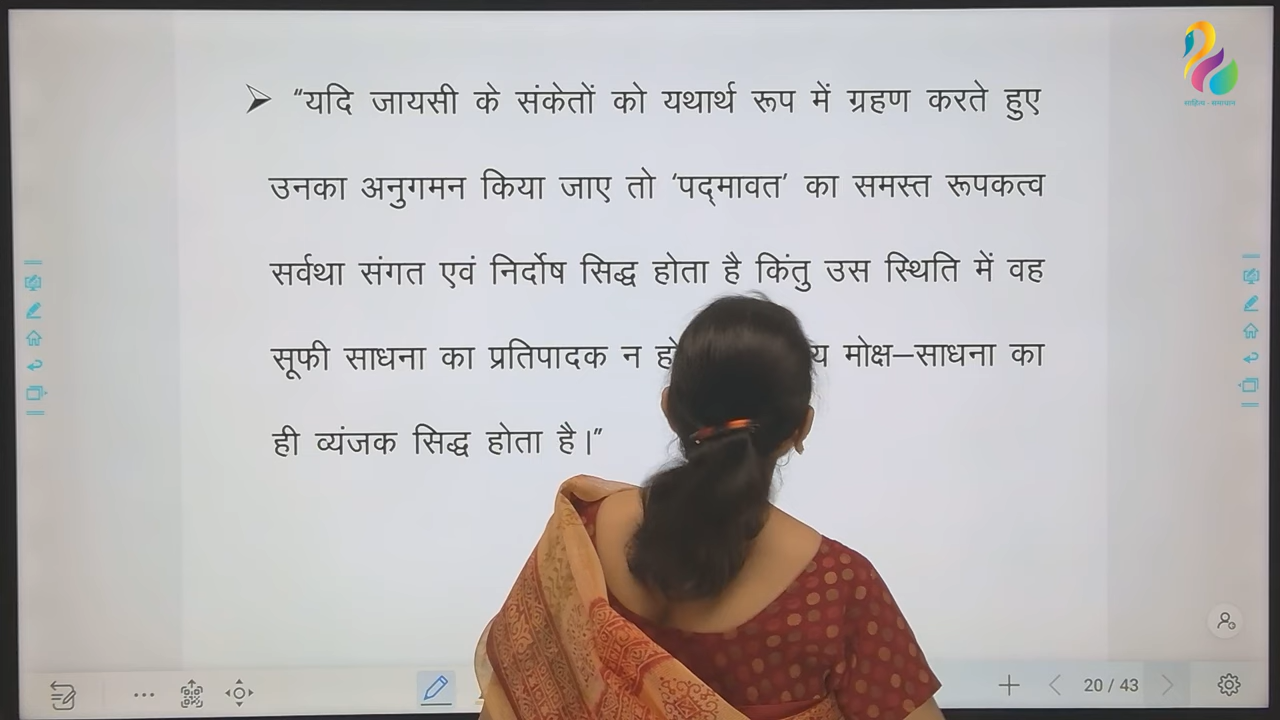 “यदि जायसी के संकेतों को यथार्थ रूप में ग्रहण करते हुए
उनका अनुगमन किया जाए तो ‘पद्‌मावत’ का समस्त रूपकत्व
सर्वथा संगत एवं निर्दोष सिद्ध होता है किंतु उस स्थिति में वह
सूफी साधना का प्रतिपादक न मोक्ष–साधना का
ही व्यंजक सिद्ध होता है।”
साहित्य - समाधान
20 / 43